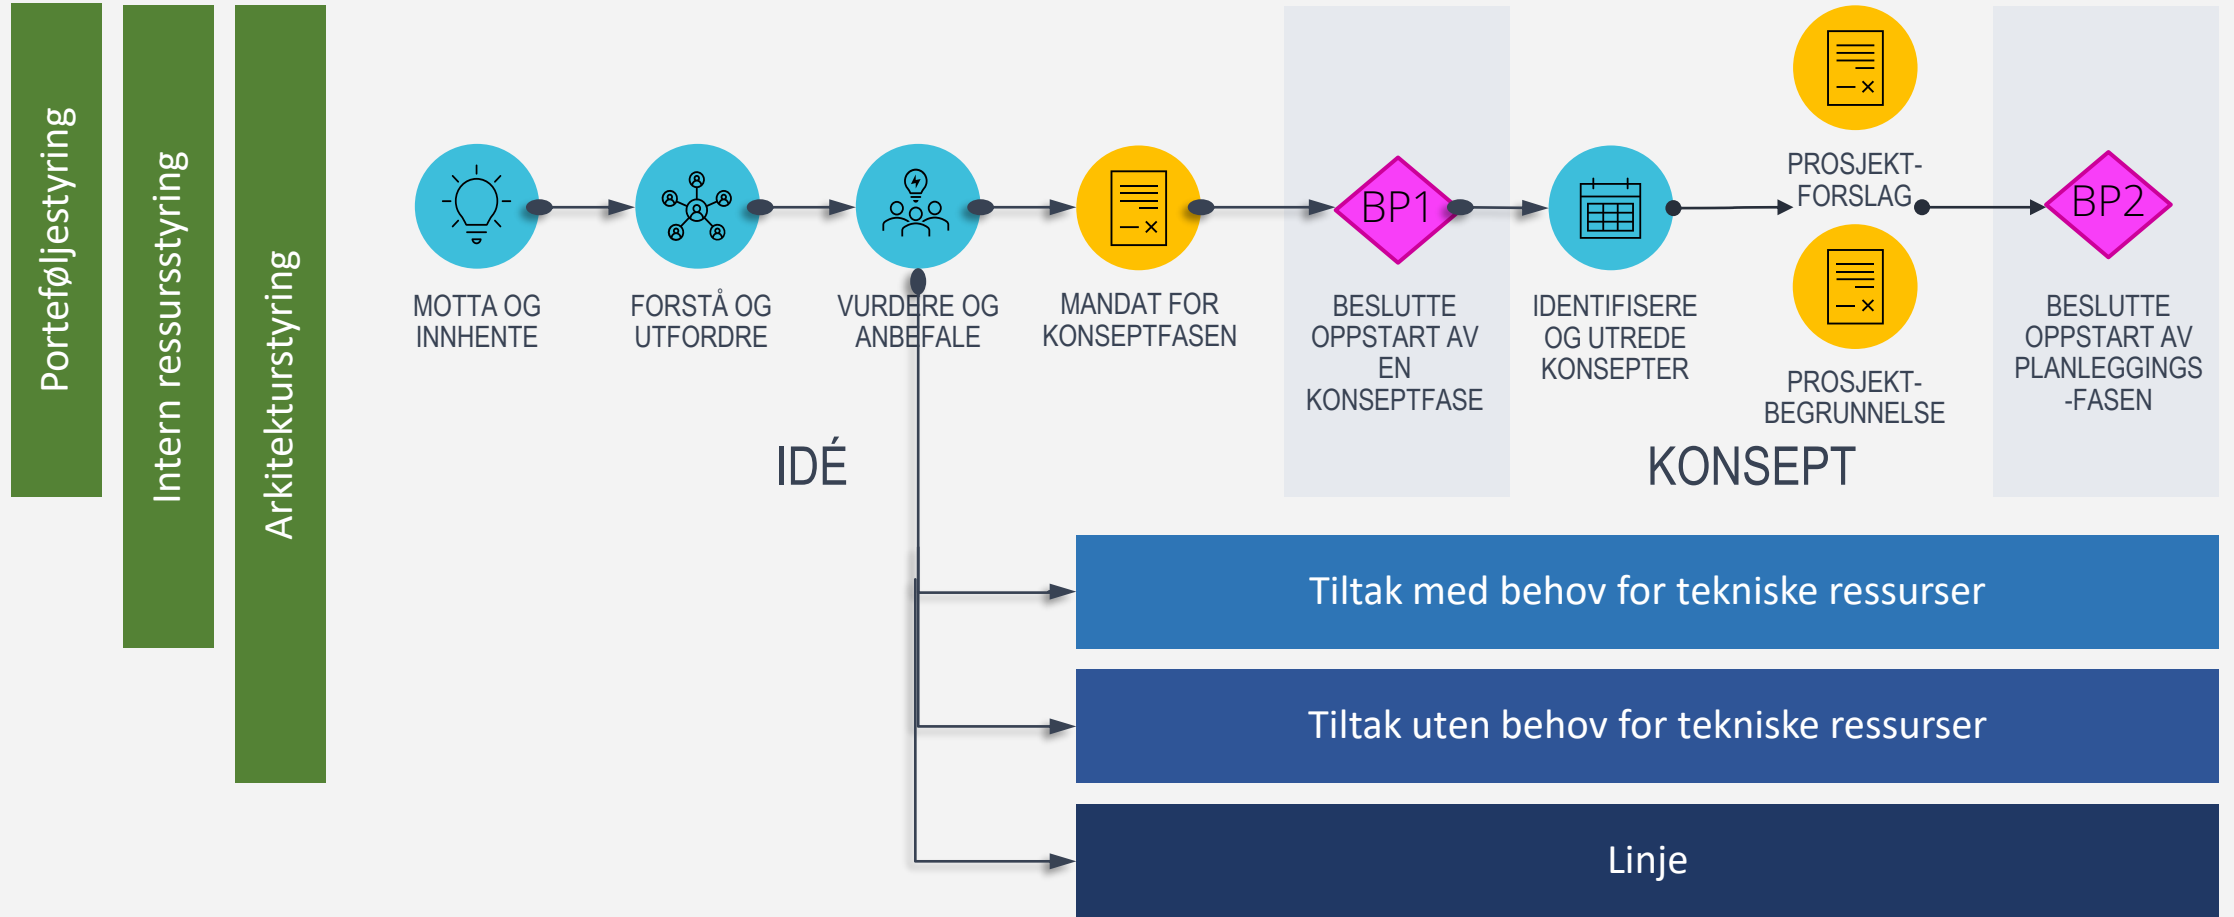 Porteføljestyring
Intern ressursstyring
Arkitekturstyring
MOTTA OG
INNHENTE
FORSTÅ OG
UTFORDRE
VURDERE OG
ANBEFALE
MANDAT FOR
KONSEPTFASEN
BP1
BESLUTTE
OPPSTART AV
EN
KONSEPTFASE
IDENTIFISERE
OG UTREDE
KONSEPTER
PROSJEKT-
FORSLAG
PROSJEKT-
BEGRUNNELSE
BP2
BESLUTTE
OPPSTART AV
PLANLEGGINGS
-FASEN
IDÉ
KONSEPT
Tiltak med behov for tekniske ressurser
Tiltak uten behov for tekniske ressurser
Linje